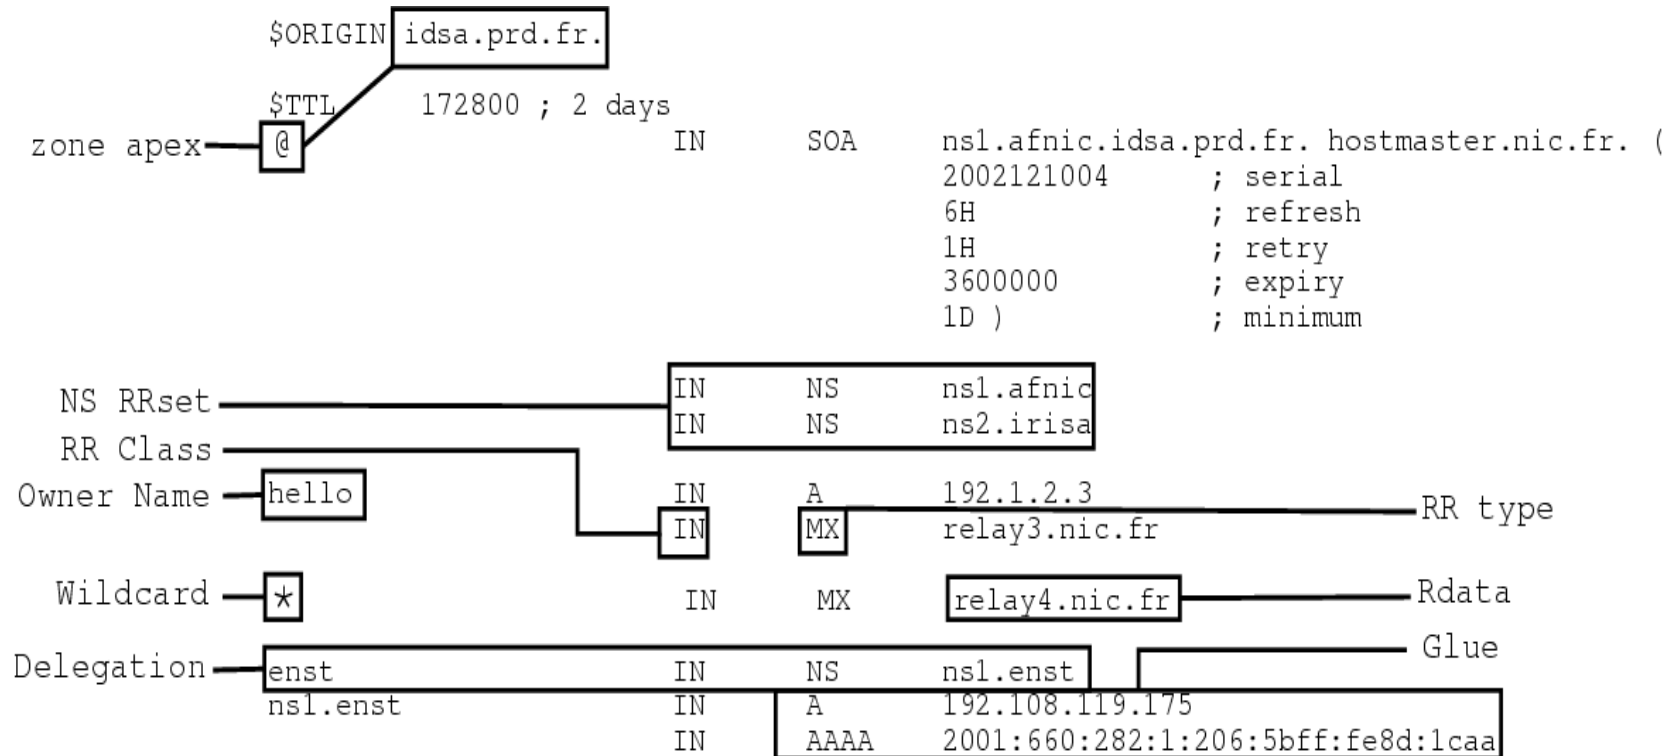 $ORIGIN idsa.prd.fr.
$TTL 172800 ; 2 days
zone apex @ IN SOA ns1.afnic.idsa.prd.fr. hostmaster.nic.fr. (
2002121004 ; serial
6H ; refresh
1H ; retry
3600000 ; expiry
1D ) ; minimum
NS RRset IN NS ns1.afnic
IN NS ns2.irisa
RR Class
Owner Name hello IN A 192.1.2.3
IN MX relay3.nic.fr RR type
Wildcard * IN MX relay4.nic.fr Rdata
Glue
Delegation enst IN NS ns1.enst
ns1.enst IN A 192.108.119.175
IN AAAA 2001:660:282:1:206:5bff:fe8d:1caa